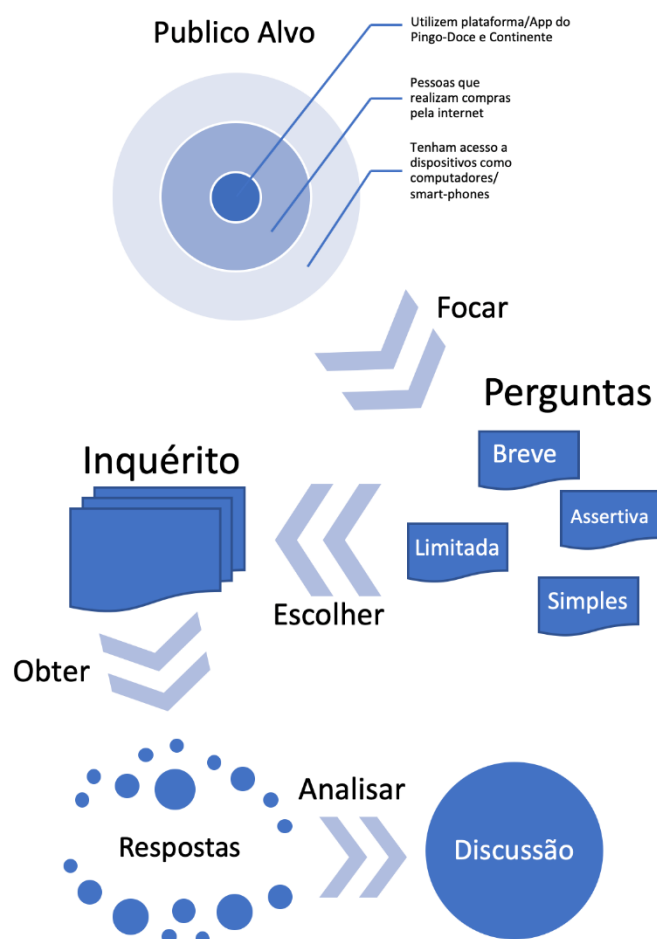 Publico Alvo
Utilizem plataforma/App do
Pingo-Doce e Continente
Pessoas que
realizam compras
pela internet
Tenham acesso a
dispositivos como
computadores/
smart-phones
Focar
Perguntas
Breve
Assertiva
Limitada
Simples
Inquérito
Escolher
Obter
Respostas
Analisar
Discussão